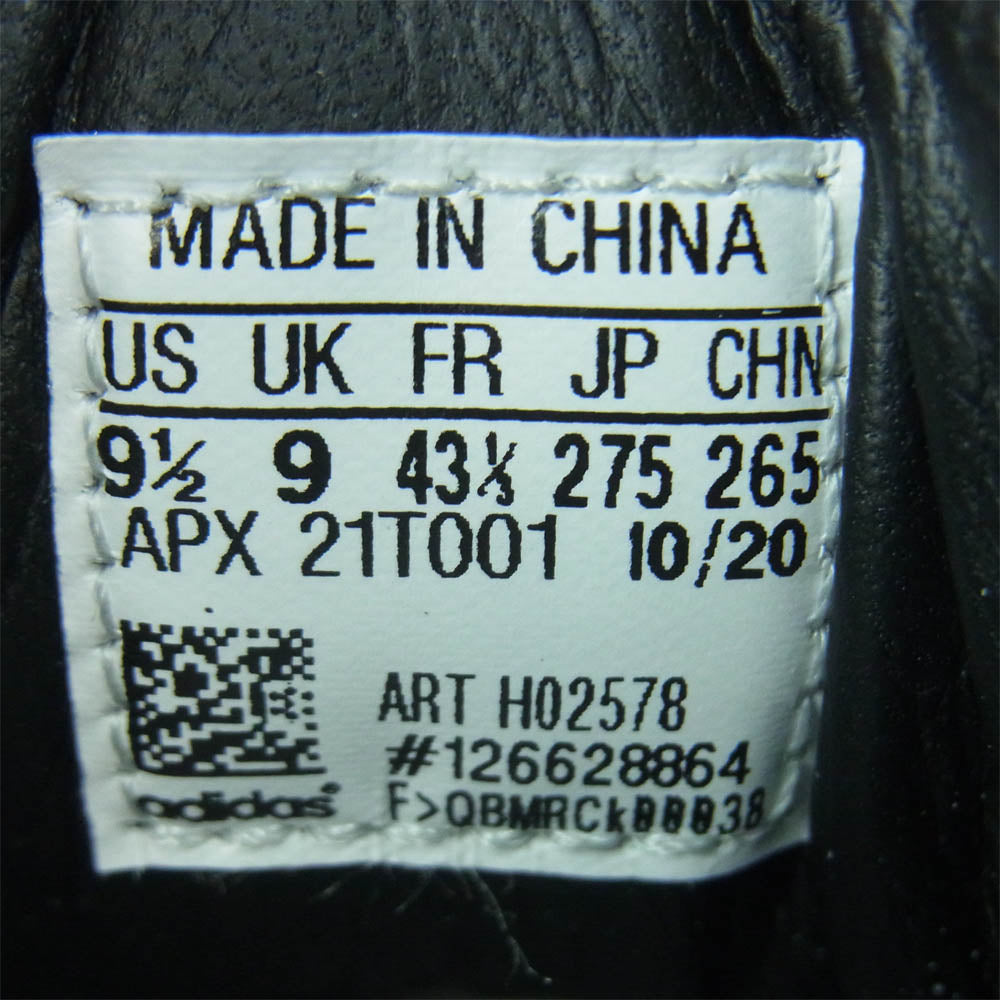 MADE IN CHINA
US UK FR JP CHN
9½ 9 43⅓ 275 265
APX 21T001 10/20
ART H02578
#126628864
adidas®